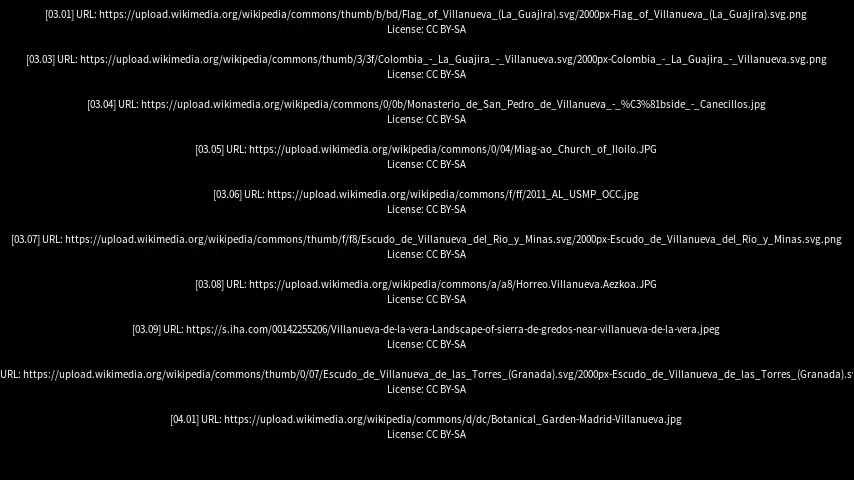 [03.01] URL: https://upload.wikimedia.org/wikipedia/commons/thumb/b/bd/Flag_of_Villanueva_(La_Guajira).svg/2000px-Flag_of_Villanueva_(La_Guajira).svg.png
License: CC BY-SA
[03.03] URL: https://upload.wikimedia.org/wikipedia/commons/thumb/3/3f/Colombia_-_La_Guajira_-_Villanueva.svg/2000px-Colombia_-_La_Guajira_-_Villanueva.svg.png
License: CC BY-SA
[03.04] URL: https://upload.wikimedia.org/wikipedia/commons/0/0b/Monasterio_de_San_Pedro_de_Villanueva_-_%C3%81bside_-_Canecillos.jpg
License: CC BY-SA
[03.05] URL: https://upload.wikimedia.org/wikipedia/commons/0/04/Miag-ao_Church_of_Iloilo.JPG
License: CC BY-SA
[03.06] URL: https://upload.wikimedia.org/wikipedia/commons/f/ff/2011_AL_USMP_OCC.jpg
License: CC BY-SA
[03.07] URL: https://upload.wikimedia.org/wikipedia/commons/thumb/f/f8/Escudo_de_Villanueva_del_Rio_y_Minas.svg/2000px-Escudo_de_Villanueva_del_Rio_y_Minas.svg.png
License: CC BY-SA
[03.08] URL: https://upload.wikimedia.org/wikipedia/commons/a/a8/Horreo.Villanueva.Aezkoa.JPG
License: CC BY-SA
[03.09] URL: https://s.iha.com/00142255206/Villanueva-de-la-vera-Landscape-of-sierra-de-gredos-near-villanueva-de-la-vera.jpeg
License: CC BY-SA
URL: https://upload.wikimedia.org/wikipedia/commons/thumb/0/07/Escudo_de_Villanueva_de_las_Torres_(Granada).svg/2000px-Escudo_de_Villanueva_de_las_Torres_(Granada).s
License: CC BY-SA
[04.01] URL: https://upload.wikimedia.org/wikipedia/commons/d/dc/Botanical_Garden-Madrid-Villanueva.jpg
License: CC BY-SA